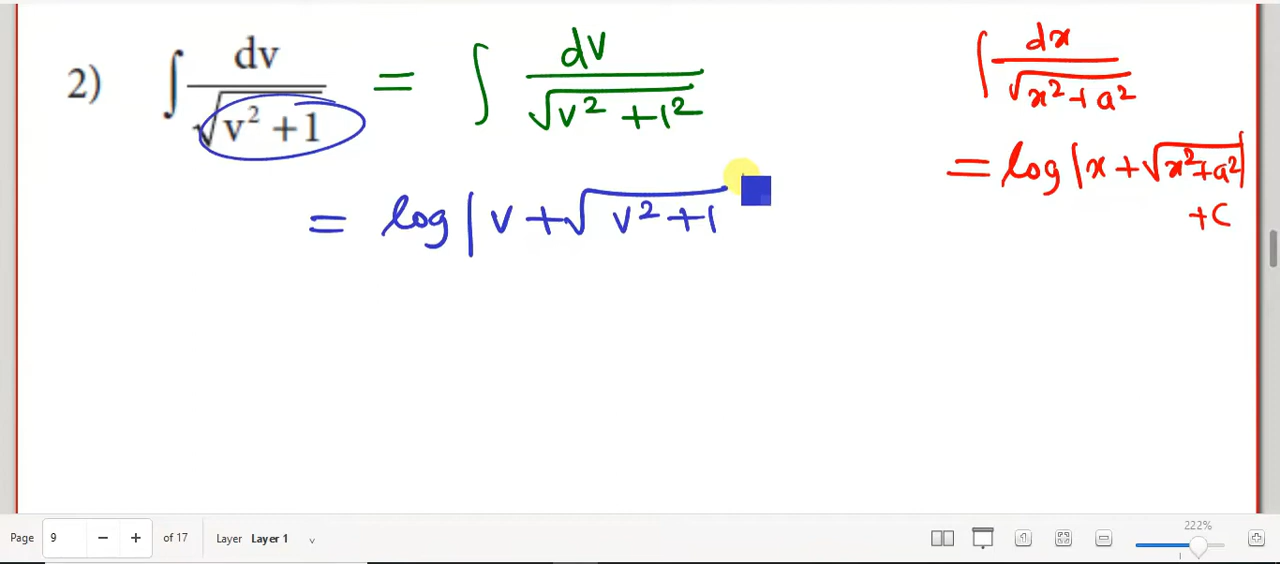 2) ∫ dv / √(v² + 1) = ∫ dv / √(v² + 1²)
= log |v + √(v² + 1)
∫ dx / √(x² + a²)
= log |x + √(x² + a²)|
+ C
Page 9 − + of 17 Layer Layer 1
222%